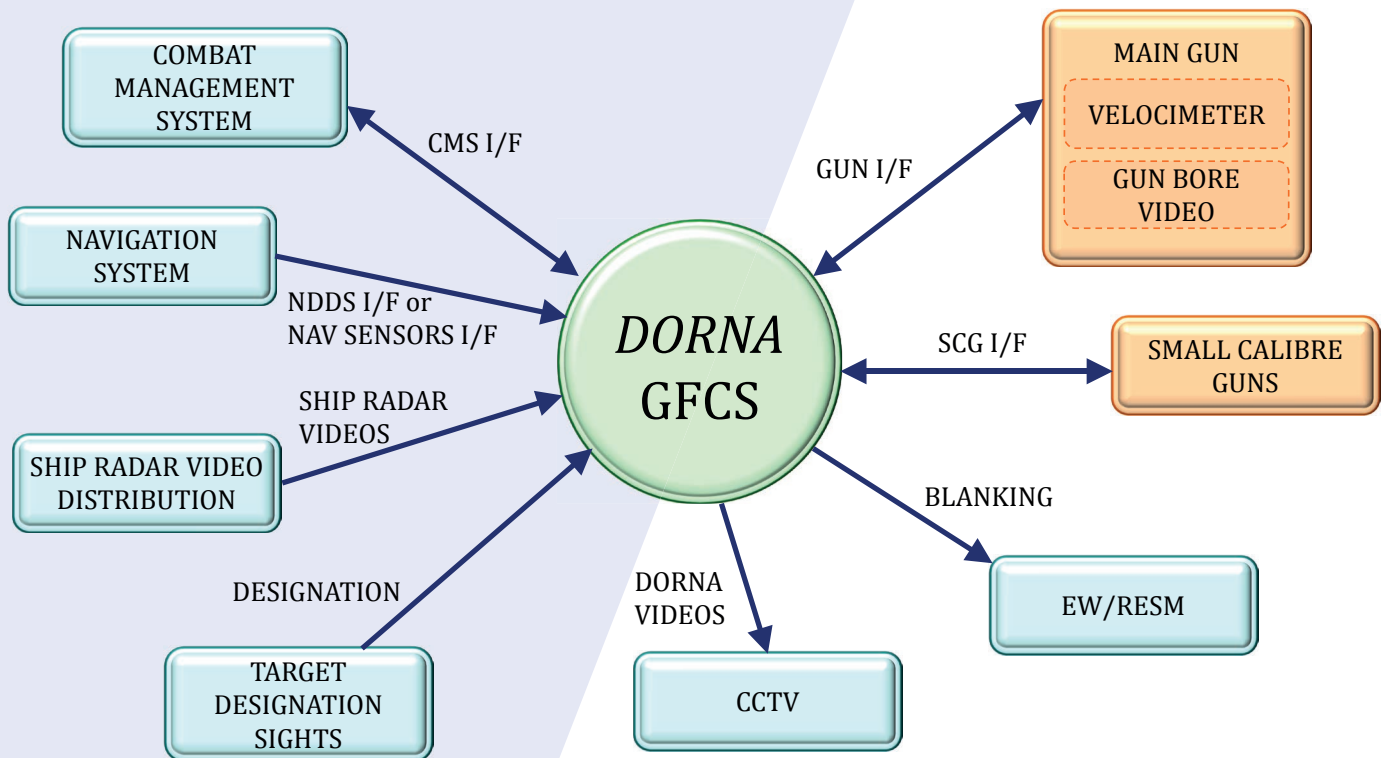 COMBAT
MANAGEMENT
SYSTEM
CMS I/F
NAVIGATION
SYSTEM
NDDS I/F or
NAV SENSORS I/F
SHIP RADAR
VIDEOS
SHIP RADAR VIDEO
DISTRIBUTION
DESIGNATION
TARGET
DESIGNATION
SIGHTS
DORNA
GFCS
MAIN GUN
VELOCIMETER
GUN BORE
VIDEO
GUN I/F
SCG I/F
SMALL CALIBRE
GUNS
BLANKING
EW/RESM
DORNA
VIDEOS
CCTV